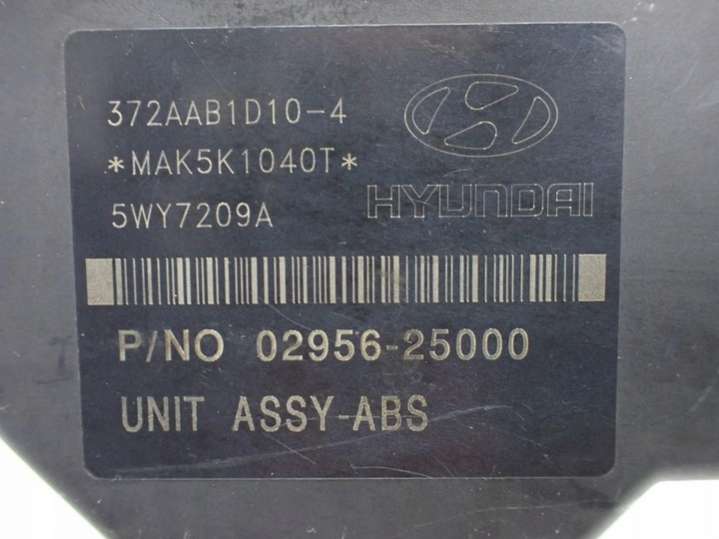 372AAB1D10-4
*MAK5K1040T*
5WY7209A
HYUNDAI
P/NO 02956-25000
UNIT ASSY-ABS